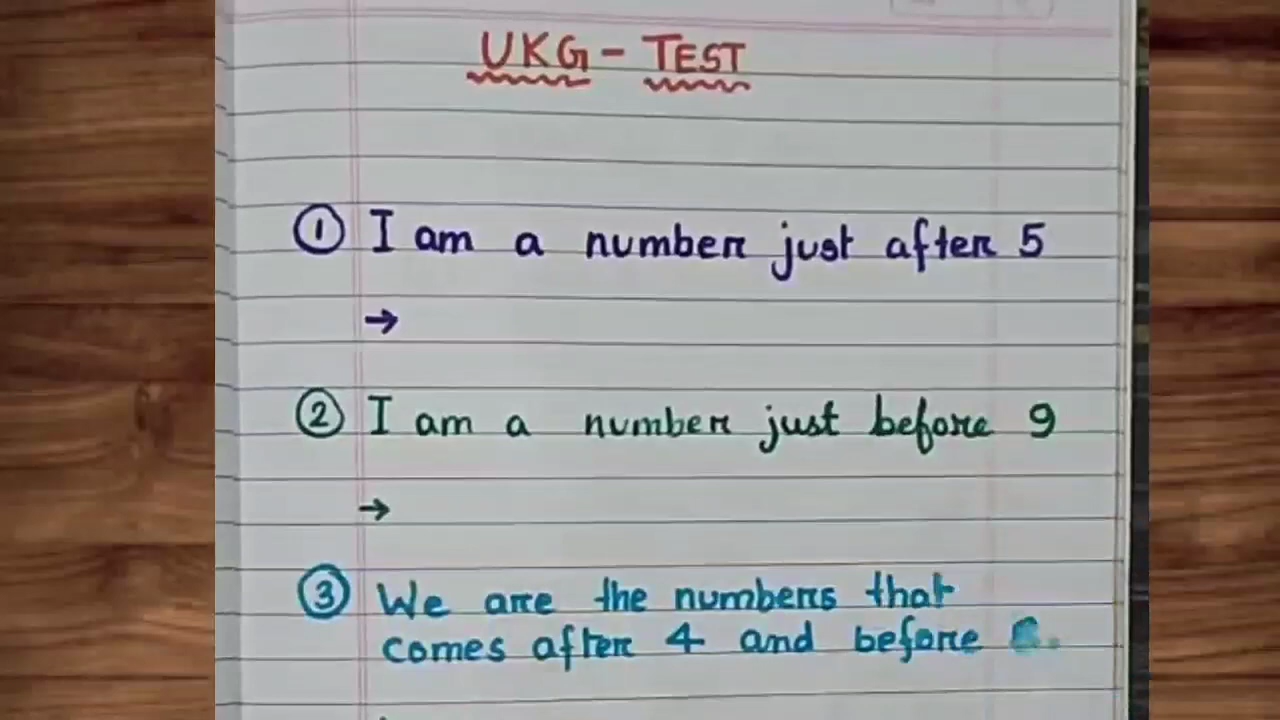 UKG - TEST
① I am a number just after 5
→
② I am a number just before 9
→
③ We are the numbers that
comes after 4 and before